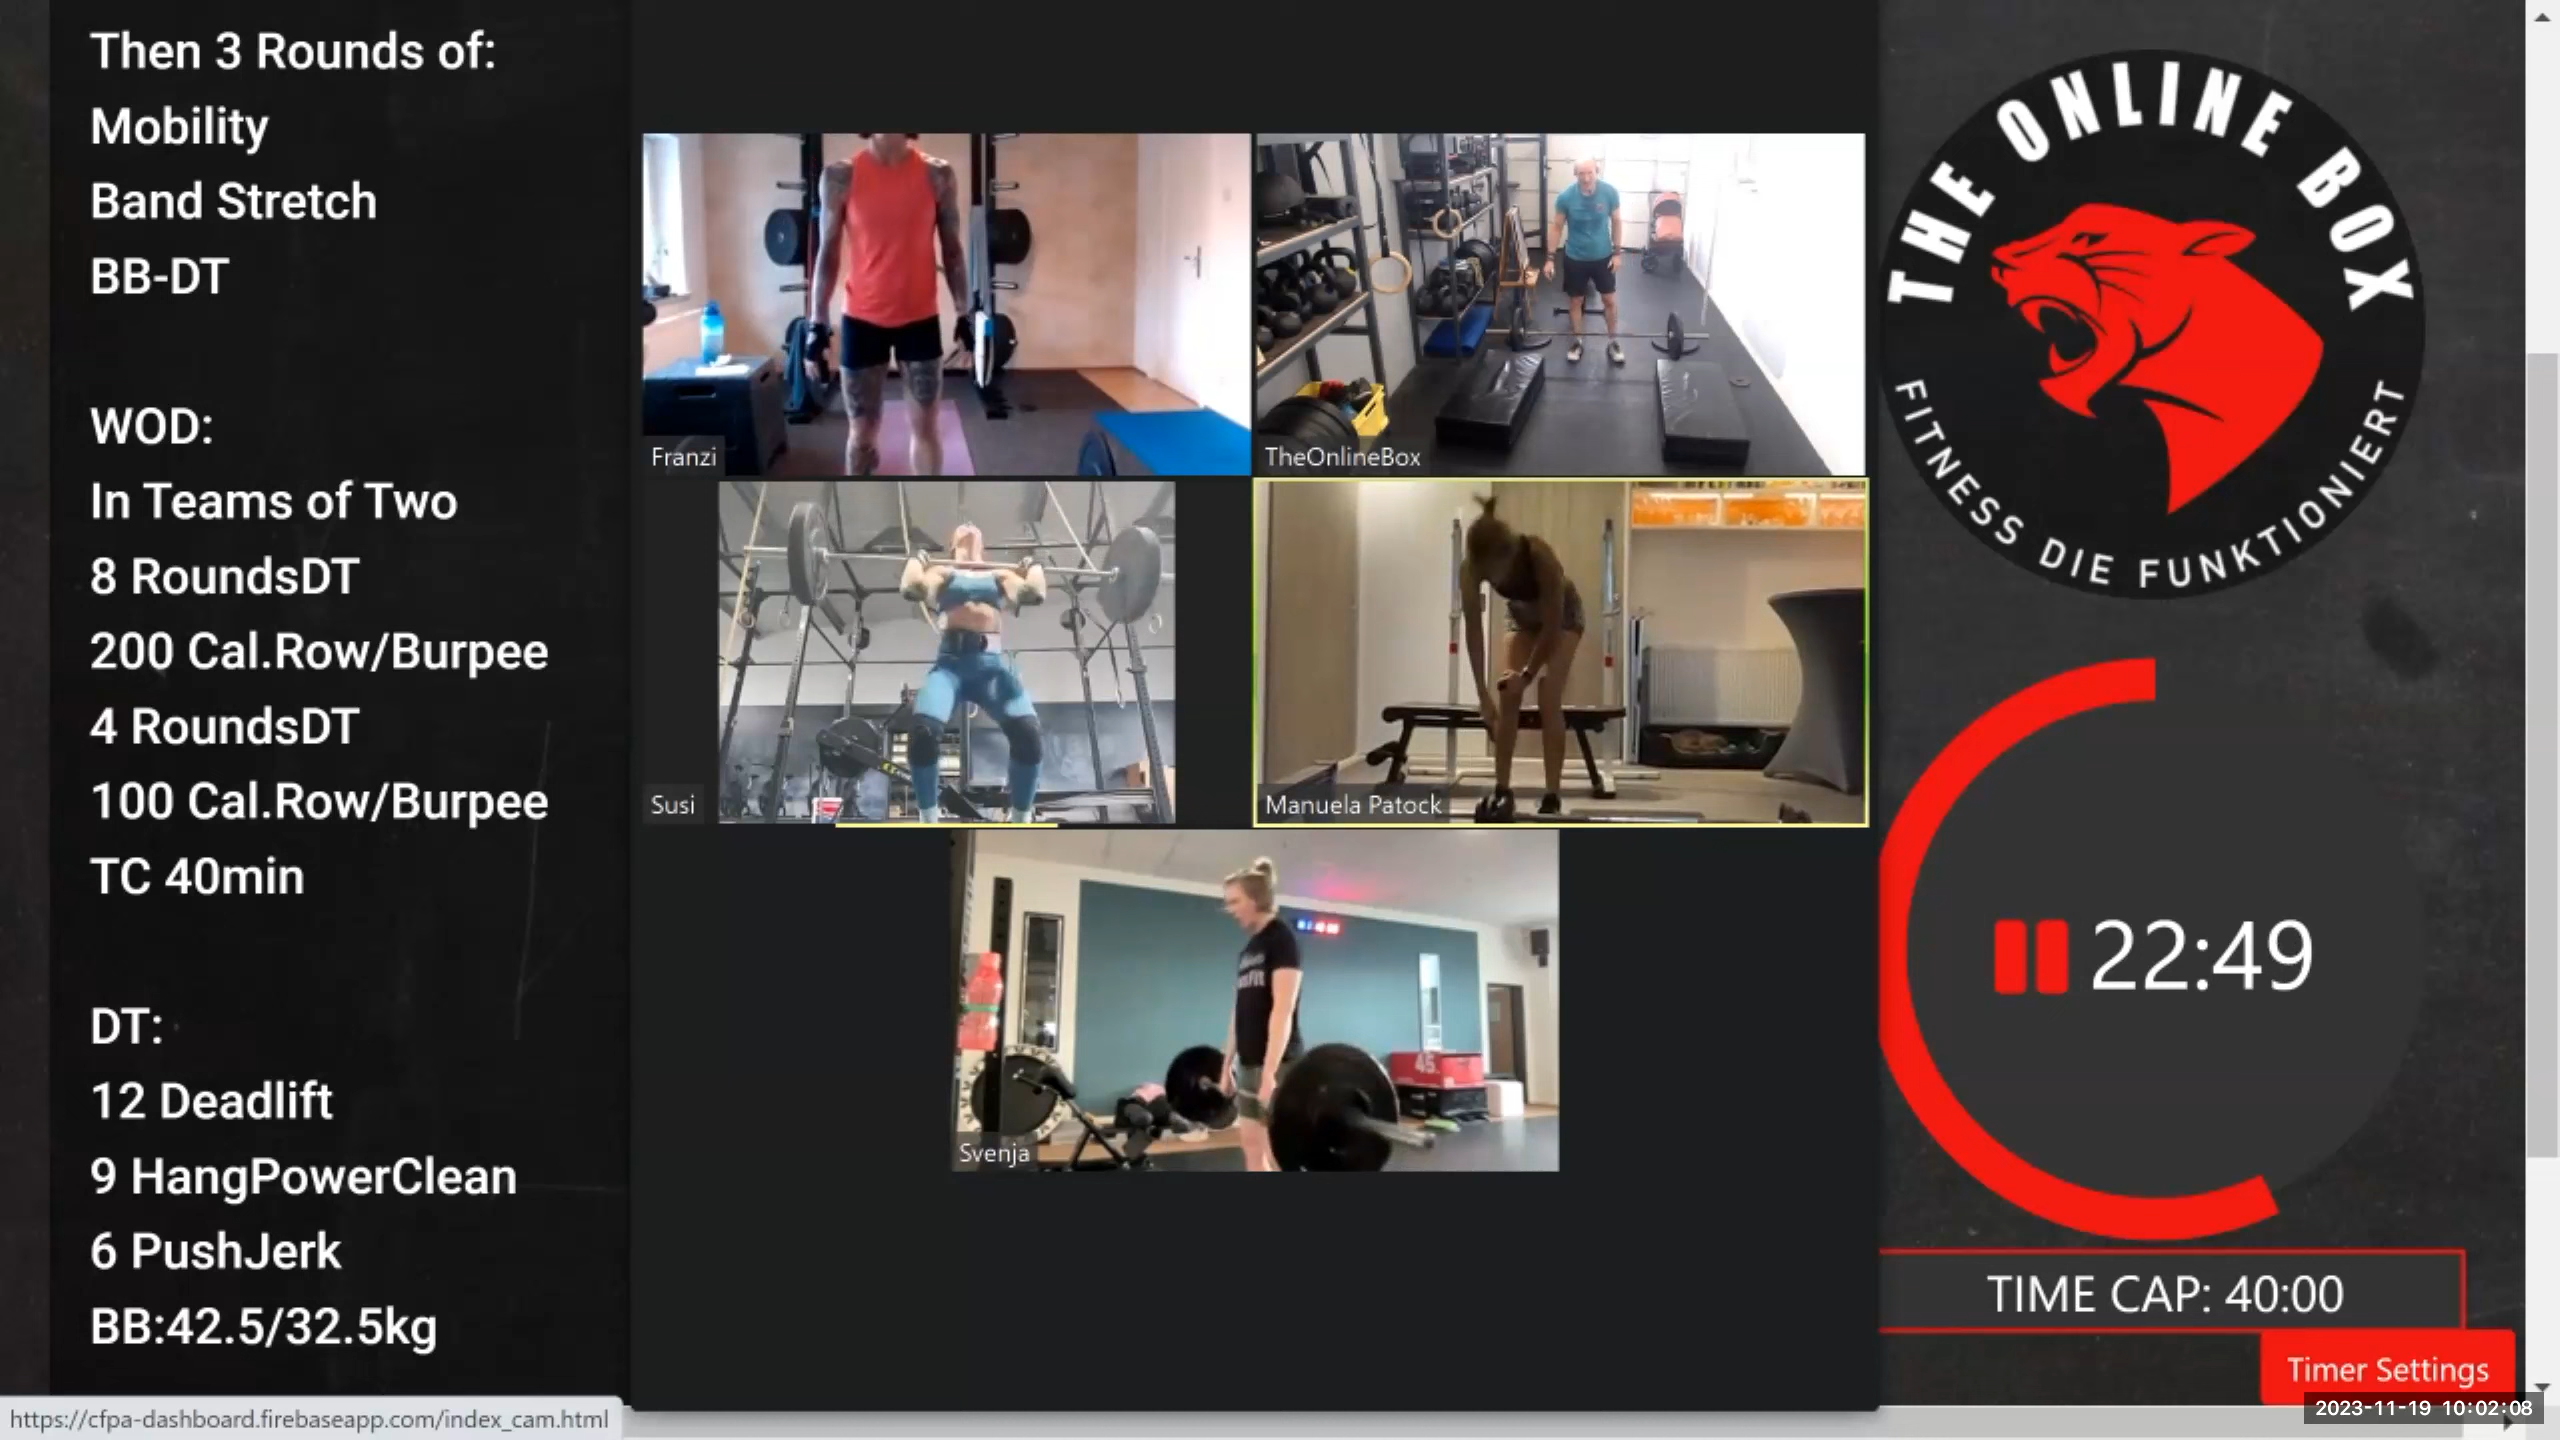 Then 3 Rounds of:
Mobility
Band Stretch
BB-DT
WOD:
In Teams of Two
8 RoundsDT
200 Cal.Row/Burpee
4 RoundsDT
100 Cal.Row/Burpee
TC 40min
DT:
12 Deadlift
9 HangPowerClean
6 PushJerk
BB:42.5/32.5kg
https://cfpa-dashboard.firebaseapp.com/index_cam.html
Franzi
TheOnlineBox
Susi
Manuela Patock
45
Svenja
THE ONLINE BOX
FITNESS DIE FUNKTIONIERT
22:49
TIME CAP: 40:00
Timer Settings
2023-11-19 10:02:08